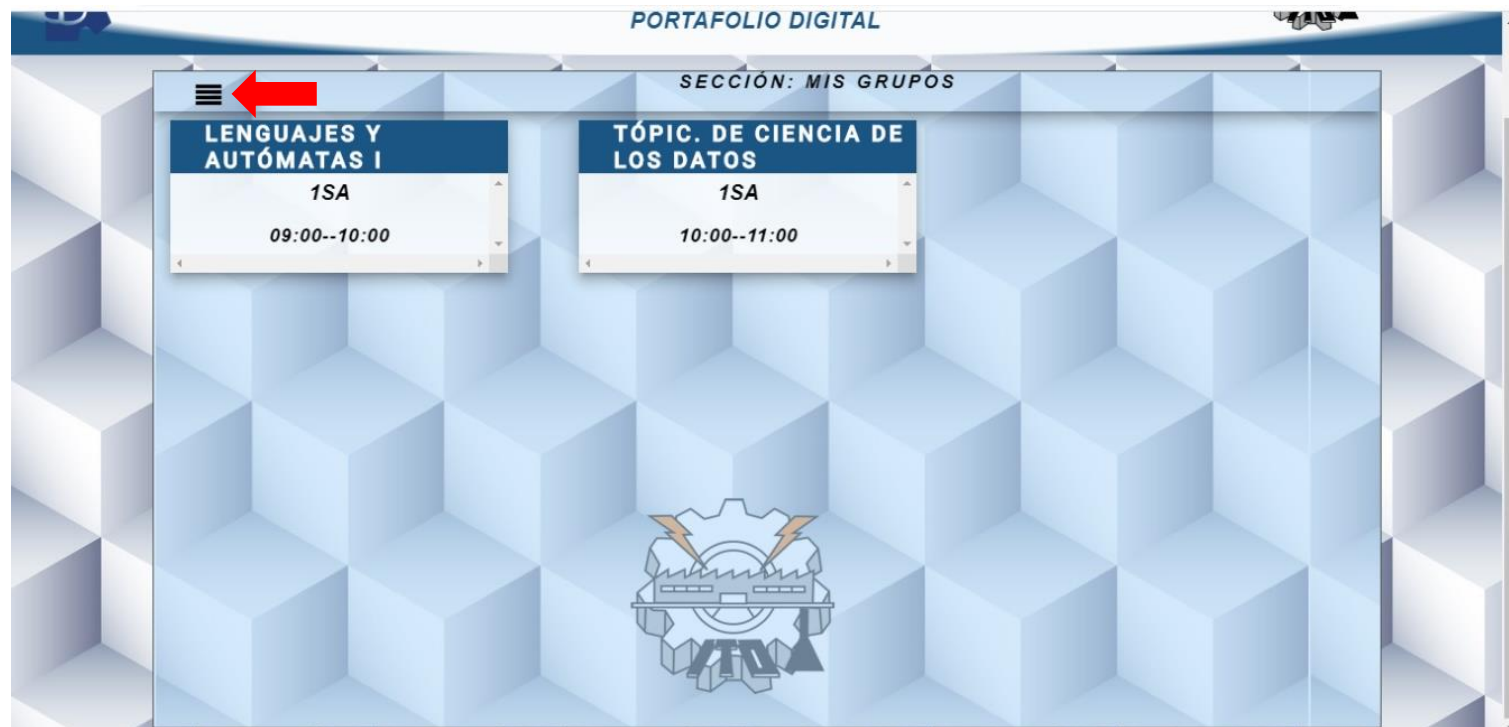 PORTAFOLIO DIGITAL
SECCIÓN: MIS GRUPOS
LENGUAJES Y
AUTÓMATAS I
1SA
09:00--10:00
TÓPIC. DE CIENCIA DE
LOS DATOS
1SA
10:00--11:00
ITO